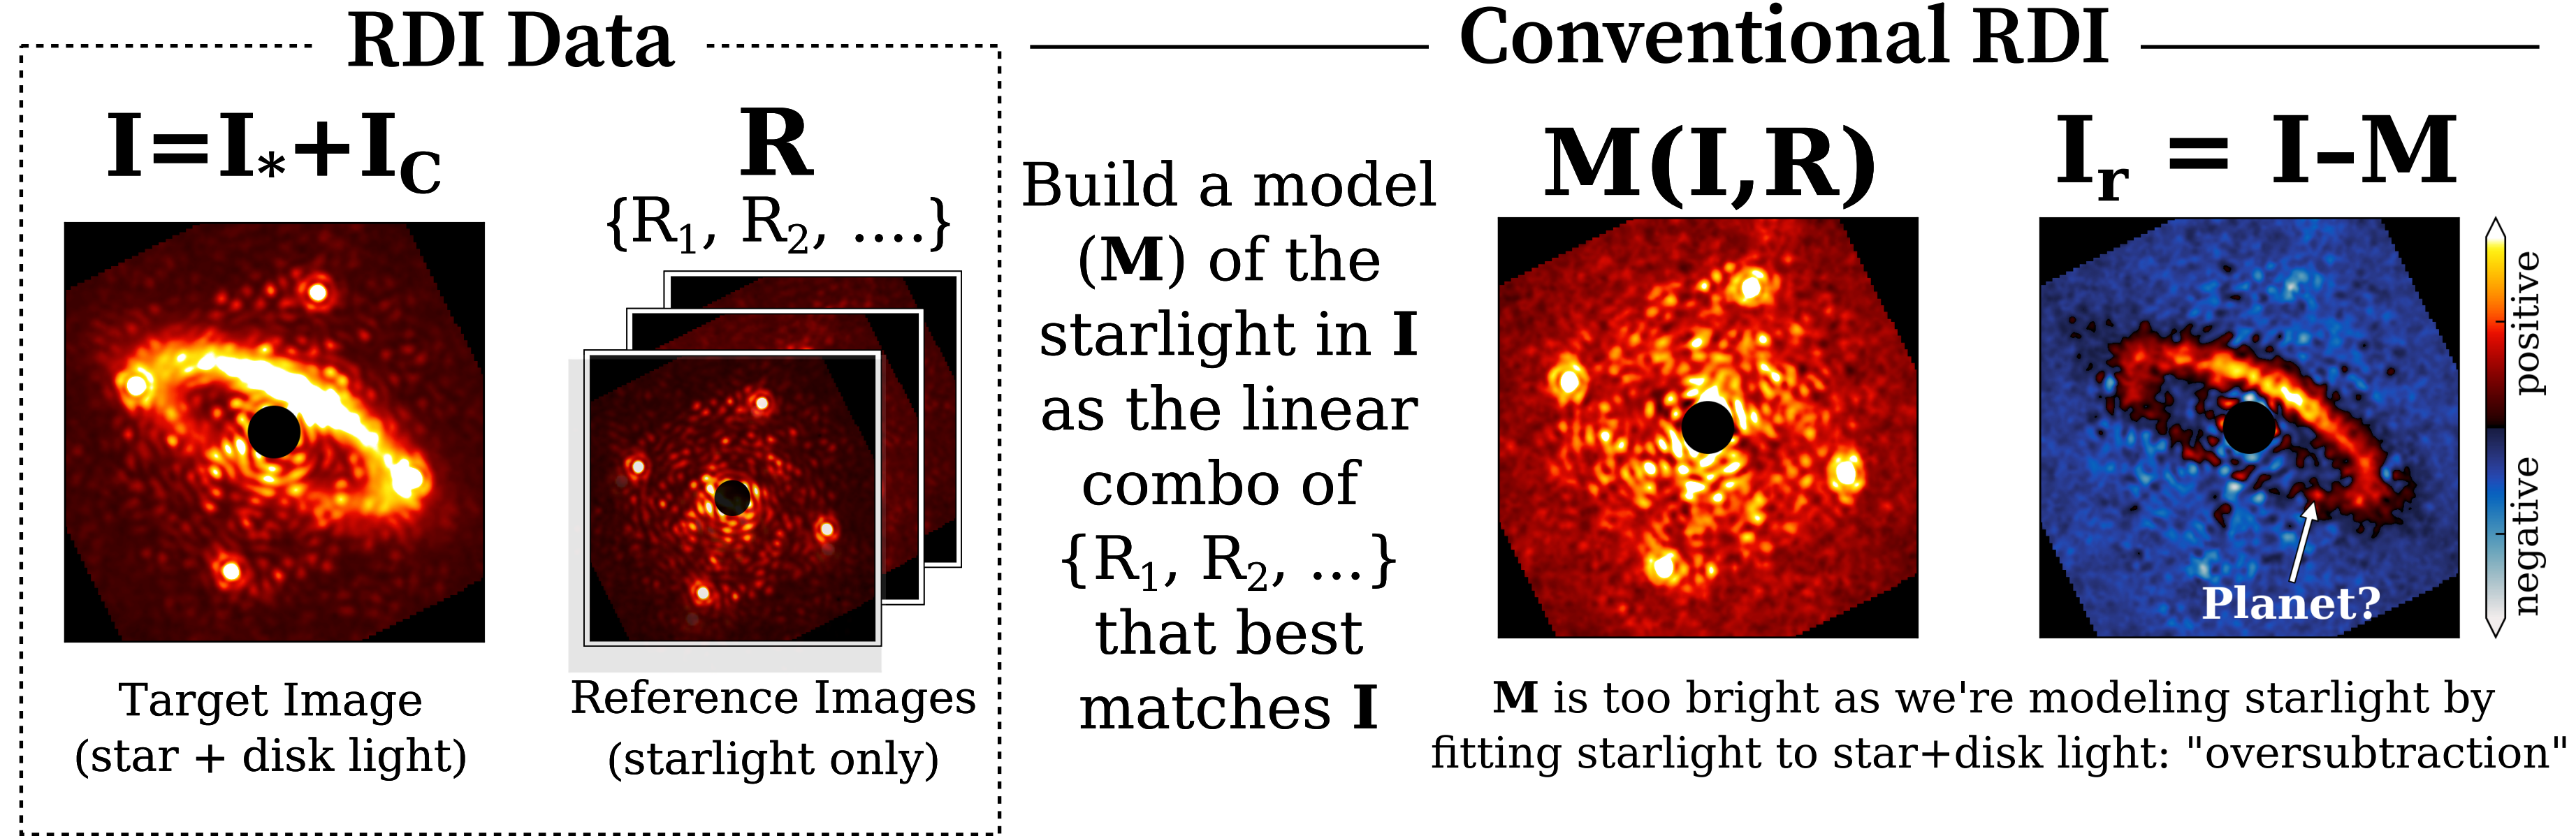 RDI Data
I=I*+IC
Target Image
(star + disk light)
R
{R1, R2, ....}
Reference Images
(starlight only)
Conventional RDI
Build a model
(M) of the
starlight in I
as the linear
combo of
{R1, R2, ...}
that best
matches I
M(I,R)
Ir = I–M
Planet?
positive
negative
M is too bright as we're modeling starlight by
fitting starlight to star+disk light: "oversubtraction"